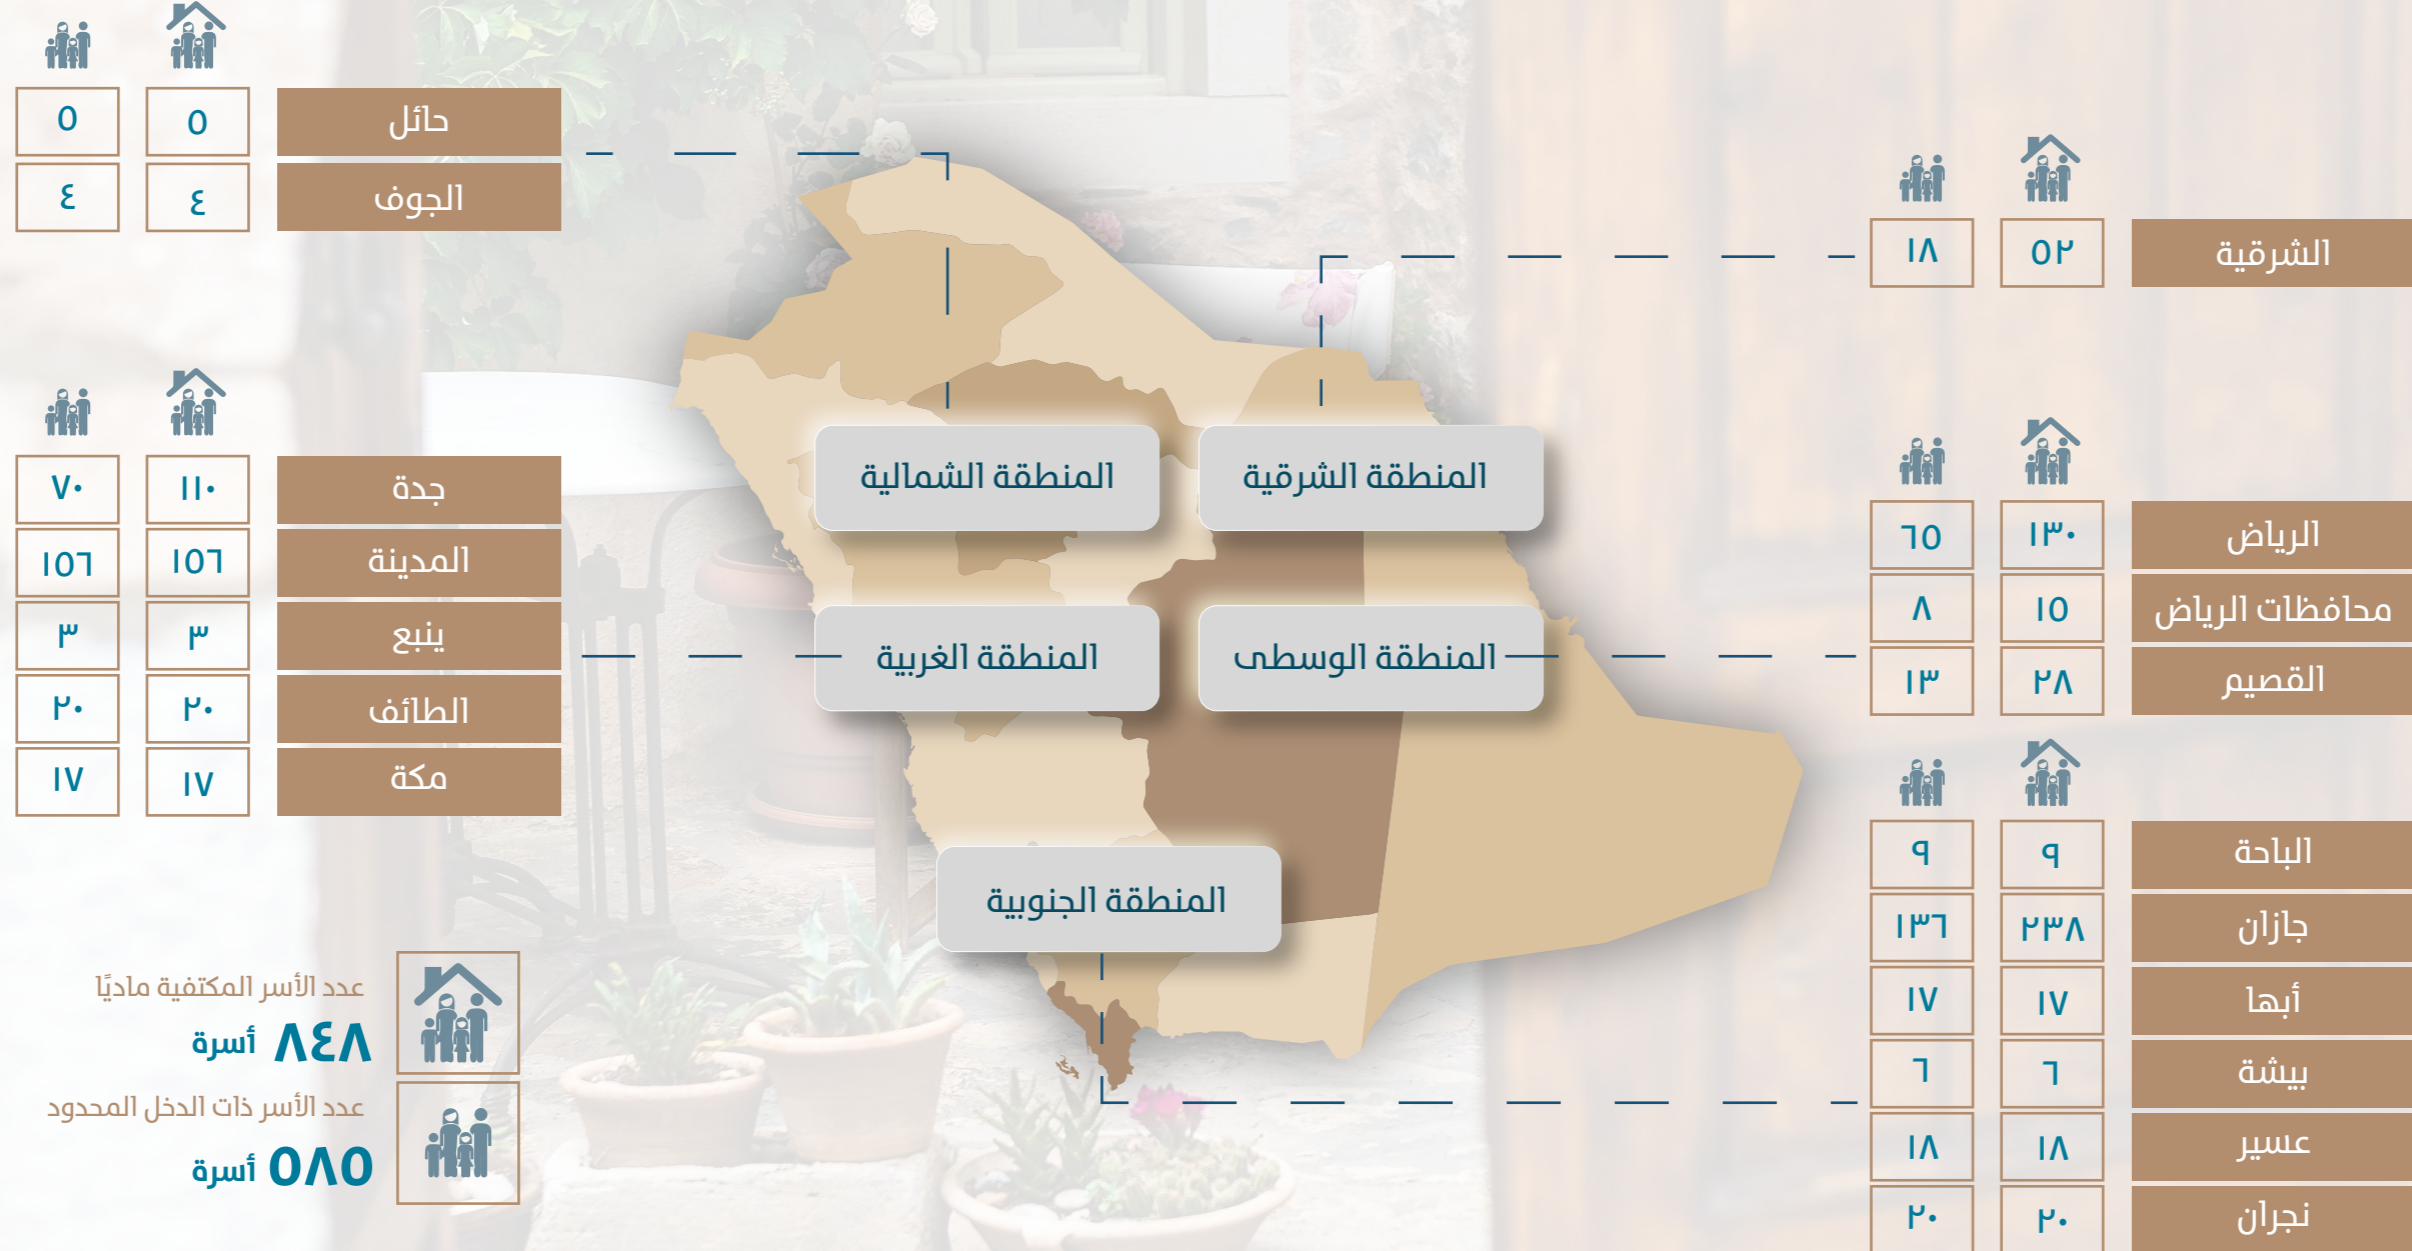 الشرقية ٥٢ ١٨
الرياض ١٣٠ ٦٥
محافظات الرياض ١٥ ٨
القصيم ٢٨ ١٣
الباحة ٩ ٩
جازان ٢٣٨ ١٣٦
أبها ١٧ ١٧
بيشة ٦ ٦
عسير ١٨ ١٨
نجران ٢٠ ٢٠
المنطقة الشرقية
المنطقة الشمالية
المنطقة الوسطى
المنطقة الغربية
المنطقة الجنوبية
حائل ٥ ٥
الجوف ٤ ٤
جدة ١١٠ ٧٠
المدينة ١٥٦ ١٥٦
ينبع ٣ ٣
الطائف ٢٠ ٢٠
مكة ١٧ ١٧
عدد الأسر المكتفية ماديًا
٨٤٨ أسرة
عدد الأسر ذات الدخل المحدود
٥٨٥ أسرة